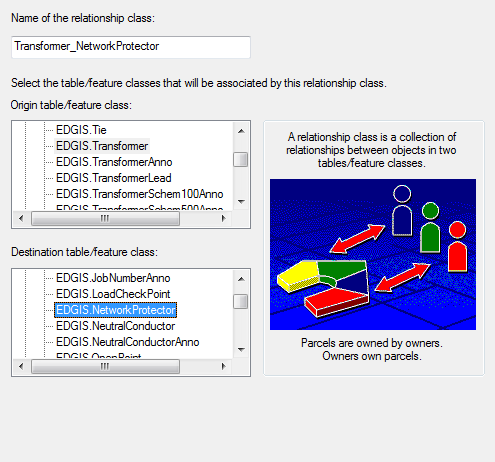 Name of the relationship class:
Transformer_NetworkProtector
Select the table/feature classes that will be associated by this relationship class.
Origin table/feature class:
EDGIS.Tie
EDGIS.Transformer
EDGIS.TransformerAnno
EDGIS.TransformerLead
EDGIS.TransformerSchem100Anno
EDGIS.TransformerSchem500Anno
A relationship class is a collection of
relationships between objects in two
tables/feature classes.
Destination table/feature class:
EDGIS.JobNumberAnno
EDGIS.LoadCheckPoint
EDGIS.NetworkProtector
EDGIS.NeutralConductor
EDGIS.NeutralConductorAnno
EDGIS.OpenPoint
Parcels are owned by owners.
Owners own parcels.